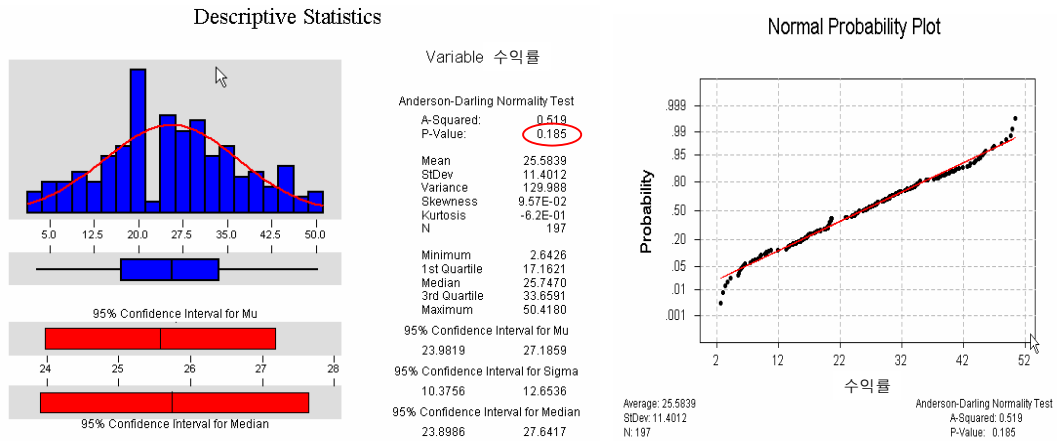 Descriptive Statistics
Variable 수익률
Anderson-Darling Normality Test
A-Squared: 0.519
P-Value: 0.185
Mean 25.5839
StDev 11.4012
Variance 129.988
Skewness 9.57E-02
Kurtosis -6.2E-01
N 197
Minimum 2.6426
1st Quartile 17.1621
Median 25.7470
3rd Quartile 33.6591
Maximum 50.4180
95% Confidence Interval for Mu
23.9819 27.1859
95% Confidence Interval for Sigma
10.3756 12.6536
95% Confidence Interval for Median
23.8986 27.6417
5.0 12.5 20.0 27.5 35.0 42.5 50.0
95% Confidence Interval for Mu
24 25 26 27 28
95% Confidence Interval for Median
Normal Probability Plot
Probability
.999
.99
.95
.80
.50
.20
.05
.01
.001
2 12 22 32 42 52
수익률
Average: 25.5839
StDev: 11.4012
N: 197
Anderson-Darling Normality Test
A-Squared: 0.519
P-Value: 0.185